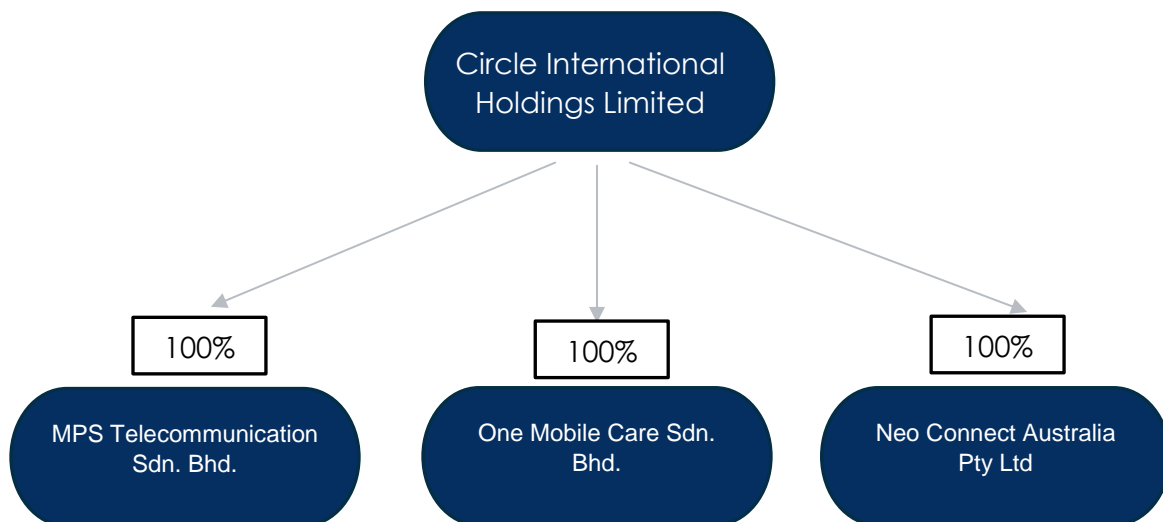 Circle International
Holdings Limited
100%
100%
100%
MPS Telecommunication
Sdn. Bhd.
One Mobile Care Sdn.
Bhd.
Neo Connect Australia
Pty Ltd